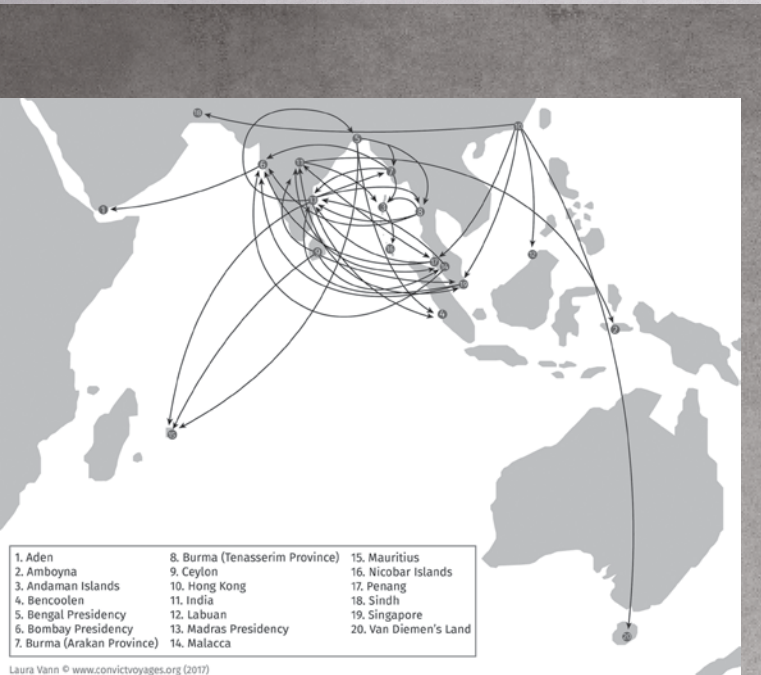 1. Aden
2. Amboyna
3. Andaman Islands
4. Bencoolen
5. Bengal Presidency
6. Bombay Presidency
7. Burma (Arakan Province)
8. Burma (Tenasserim Province)
9. Ceylon
10. Hong Kong
11. India
12. Labuan
13. Madras Presidency
14. Malacca
15. Mauritius
16. Nicobar Islands
17. Penang
18. Sindh
19. Singapore
20. Van Diemen's Land
Laura Vann © www.convictvoyages.org (2017)